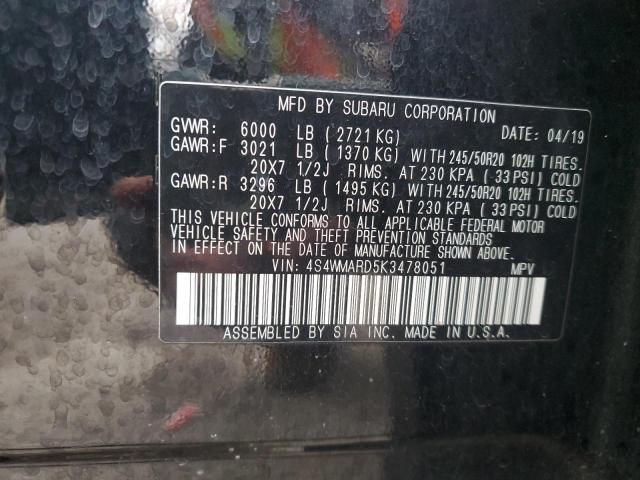 MFD BY SUBARU CORPORATION
GVWR: 6000 LB ( 2721 KG) DATE: 04/19
GAWR:F 3021 LB ( 1370 KG) WITH 245/50R20 102H TIRES.
20X7 1/2J RIMS. AT 230 KPA ( 33 PSI) COLD
GAWR:R 3296 LB ( 1495 KG) WITH 245/50R20 102H TIRES.
20X7 1/2J RIMS. AT 230 KPA ( 33 PSI) COLD
THIS VEHICLE CONFORMS TO ALL APPLICABLE FEDERAL MOTOR
VEHICLE SAFETY AND THEFT PREVENTION STANDARDS
IN EFFECT ON THE DATE OF MANUFACTURE SHOWN ABOVE.
VIN: 4S4WMARD5K3478051 MPV
ASSEMBLED BY SIA INC. MADE IN U.S.A.